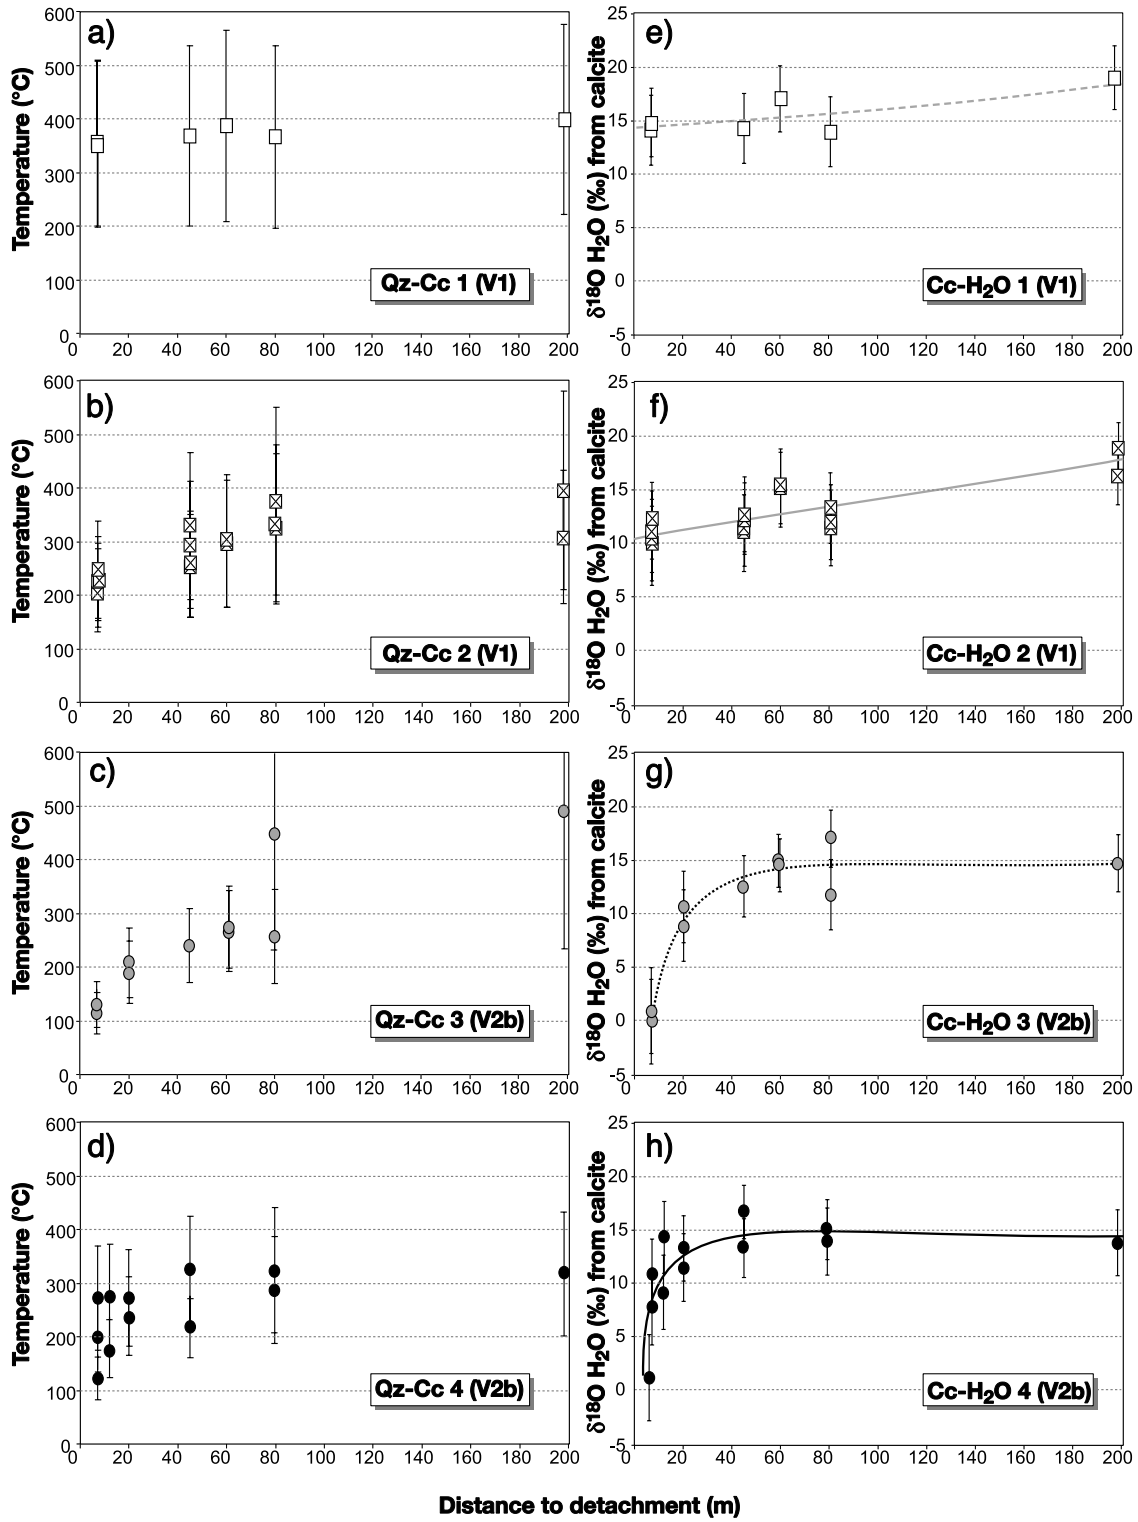 a)
600
500
400
300
200
100
0
Temperature (°C)
Qz-Cc 1 (V1)
0 20 40 60 80 100 120 140 160 180 200
e)
25
20
15
10
5
0
-5
δ18O H2O (‰) from calcite
Cc-H2O 1 (V1)
0 20 40 60 80 100 120 140 160 180 200
b)
600
500
400
300
200
100
0
Temperature (°C)
Qz-Cc 2 (V1)
0 20 40 60 80 100 120 140 160 180 200
f)
25
20
15
10
5
0
-5
δ18O H2O (‰) from calcite
Cc-H2O 2 (V1)
0 20 40 60 80 100 120 140 160 180 200
c)
600
500
400
300
200
100
0
Temperature (°C)
Qz-Cc 3 (V2b)
0 20 40 60 80 100 120 140 160 180 200
g)
25
20
15
10
5
0
-5
δ18O H2O (‰) from calcite
Cc-H2O 3 (V2b)
0 20 40 60 80 100 120 140 160 180 200
d)
600
500
400
300
200
100
0
Temperature (°C)
Qz-Cc 4 (V2b)
0 20 40 60 80 100 120 140 160 180 200
h)
25
20
15
10
5
0
-5
δ18O H2O (‰) from calcite
Cc-H2O 4 (V2b)
0 20 40 60 80 100 120 140 160 180 200
Distance to detachment (m)